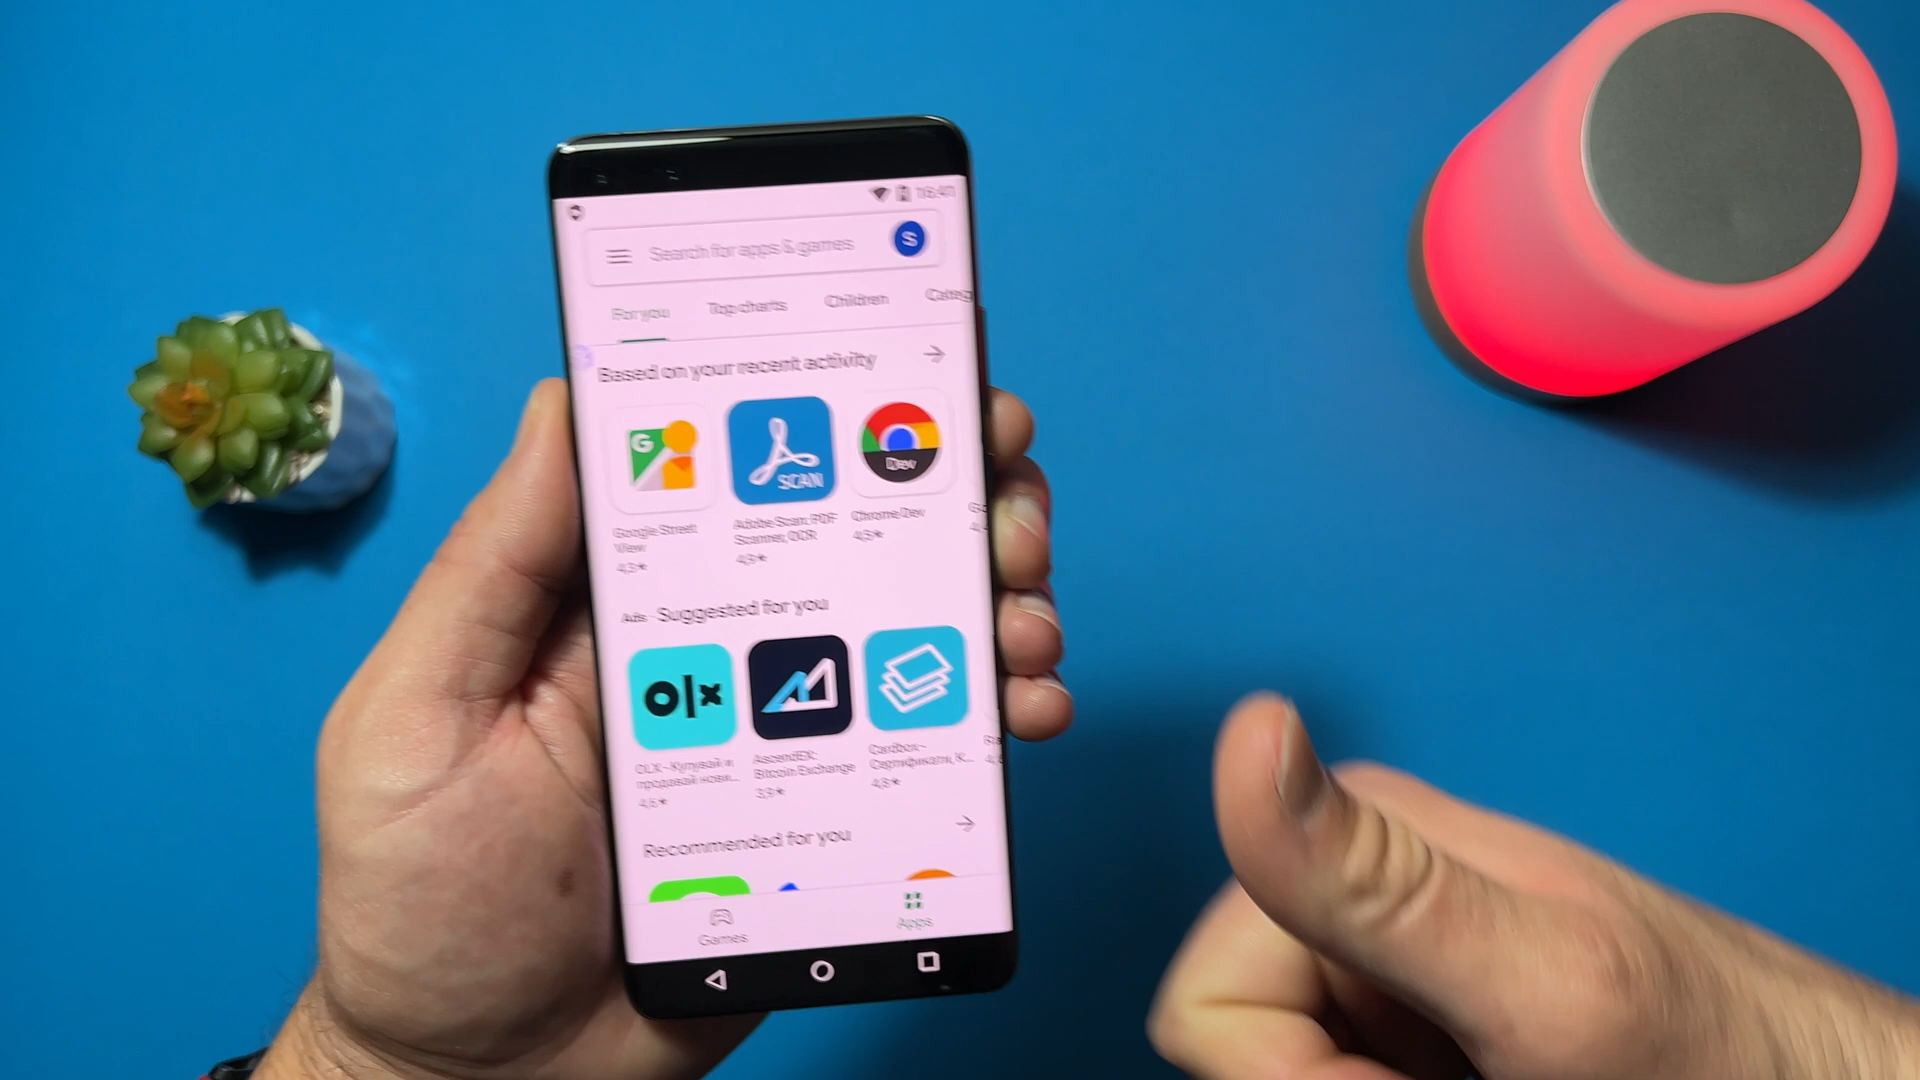 16:41
Search for apps & games
S
For you Top charts Children Categ
Based on your recent activity
G
SCAN
Dev
Google Street View
4,3★
Adobe Scan: PDF Scanner, OCR
4,8★
Chrome Dev
4,5★
Ads · Suggested for you
olx
OLX - Купувай и продавай нови...
4,6★
AscendEX: Bitcoin Exchange
3,9★
Cardbox - Сертификати, К...
4,8★
Recommended for you
Games Apps